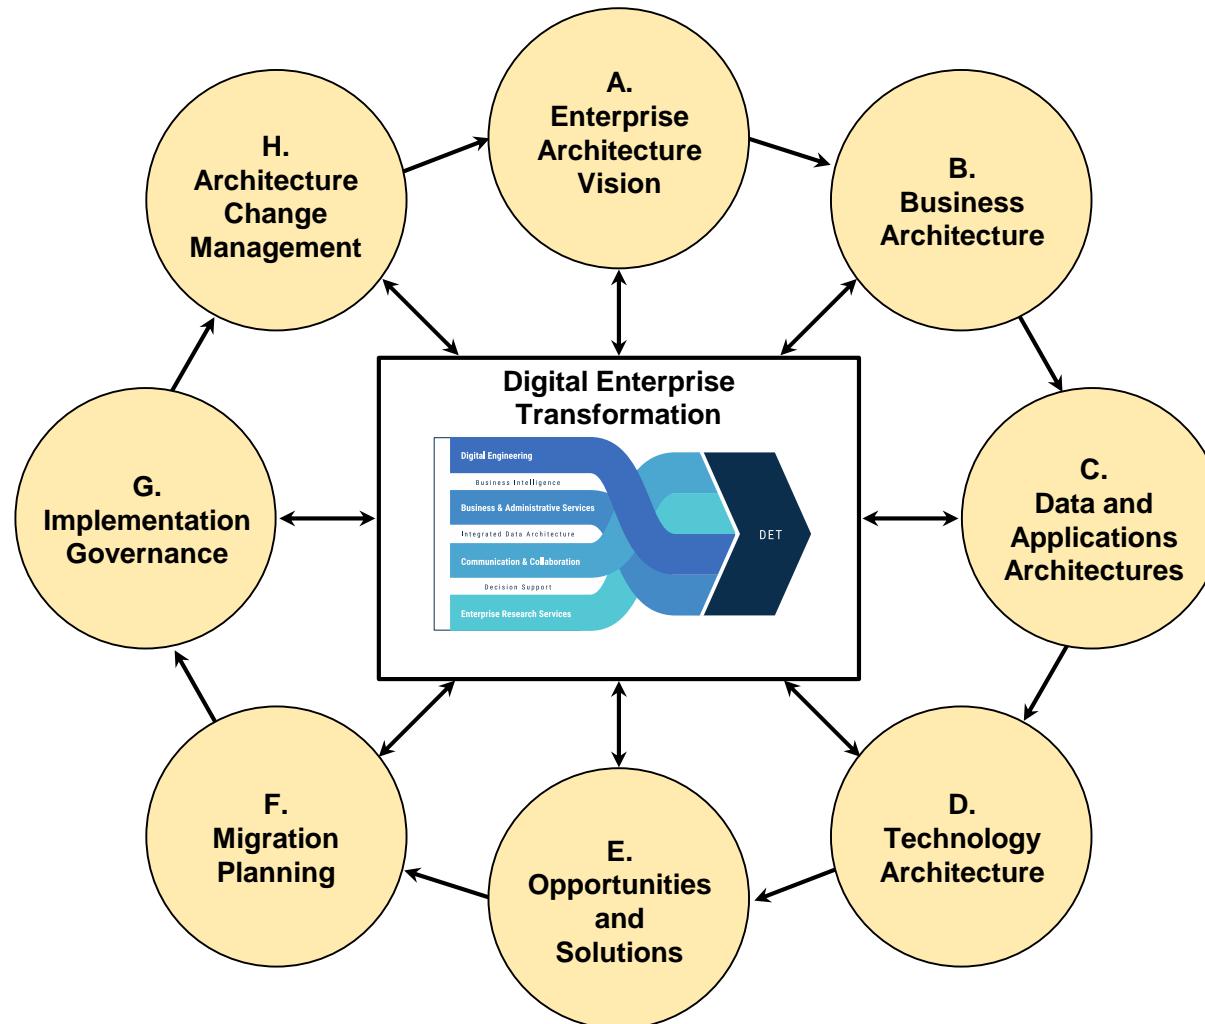 A.
Enterprise
Architecture
Vision
B.
Business
Architecture
C.
Data and
Applications
Architectures
D.
Technology
Architecture
E.
Opportunities
and
Solutions
F.
Migration
Planning
G.
Implementation
Governance
H.
Architecture
Change
Management
Digital Enterprise
Transformation
Digital Engineering
Business Intelligence
Business & Administrative Services
Integrated Data Architecture
Communication & Collaboration
Decision Support
Enterprise Research Services
DET